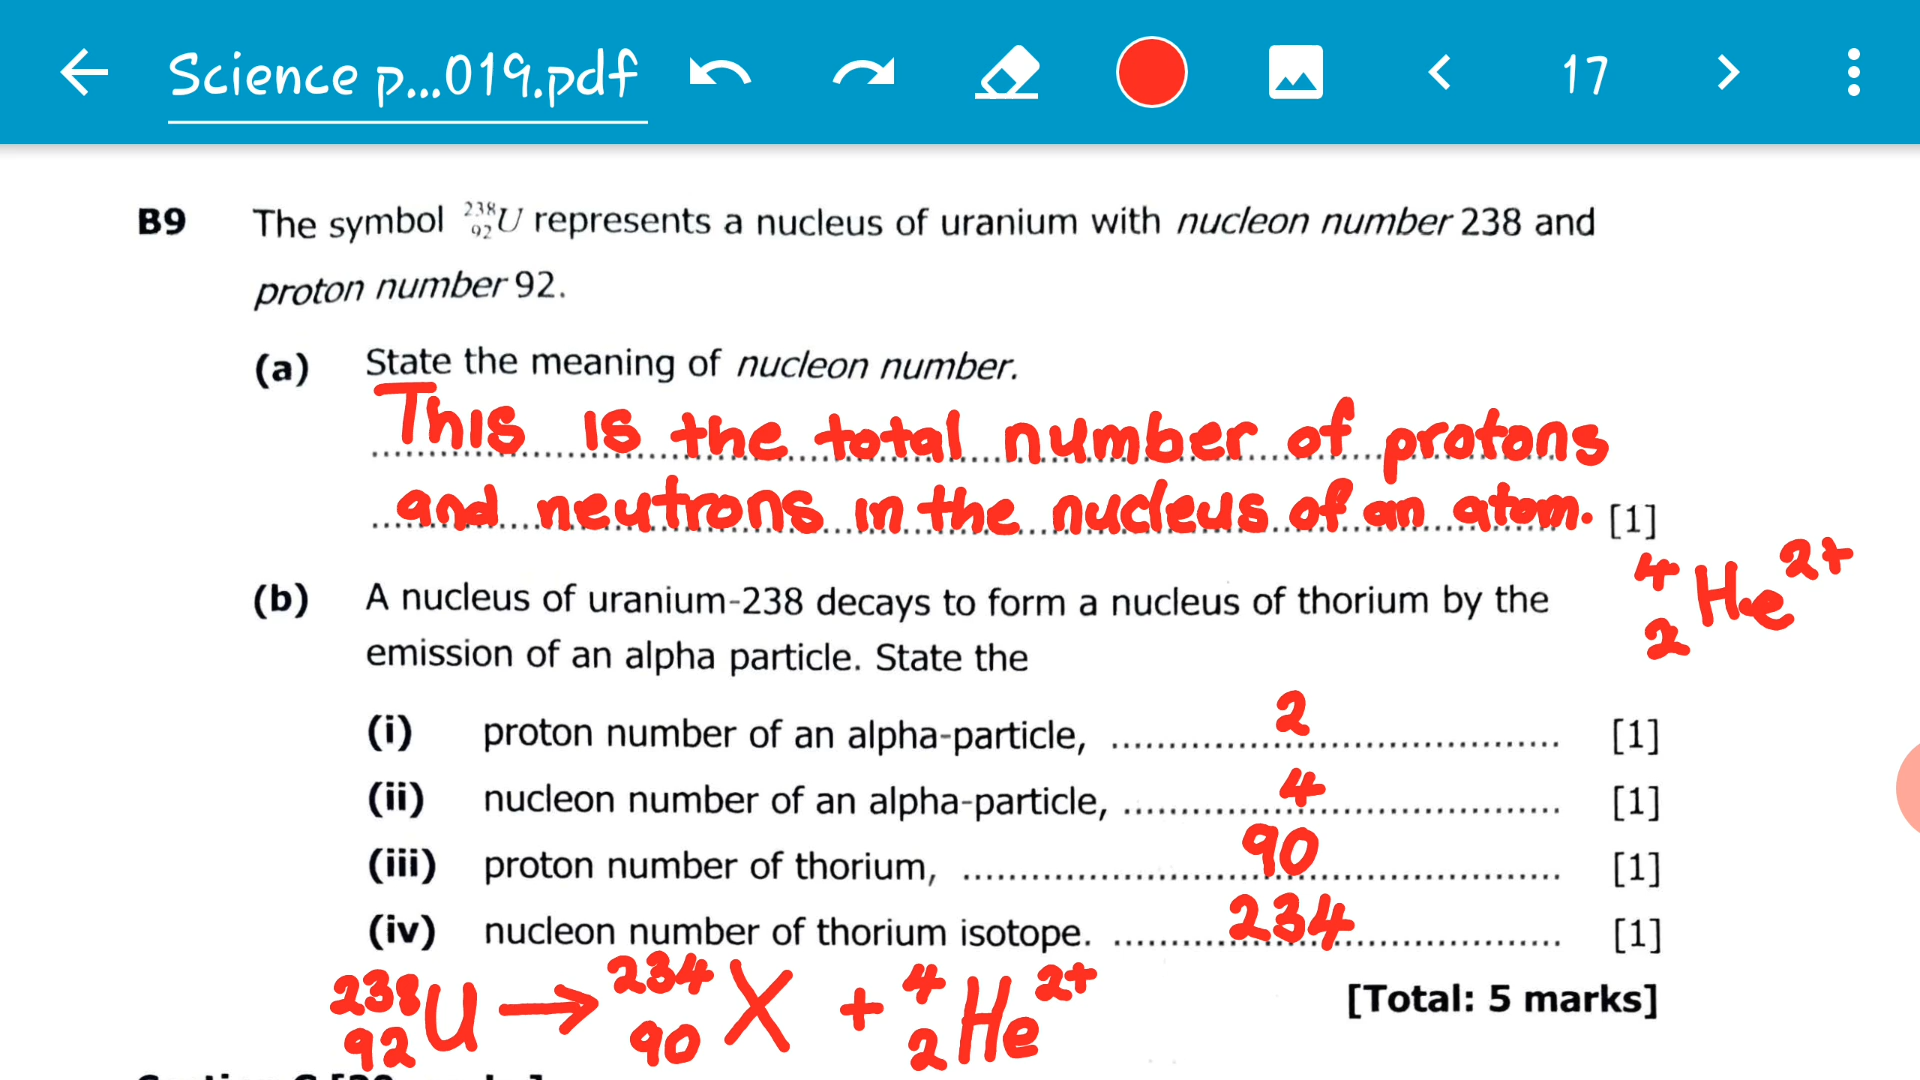 Science p...019.pdf 17
B9 The symbol ²³⁸₉₂U represents a nucleus of uranium with nucleon number 238 and
proton number 92.
(a) State the meaning of nucleon number.
This is the total number of protons
and neutrons in the nucleus of an atom. [1]
⁴₂He²⁺
(b) A nucleus of uranium-238 decays to form a nucleus of thorium by the
emission of an alpha particle. State the
(i) proton number of an alpha-particle, 2 [1]
(ii) nucleon number of an alpha-particle, 4 [1]
(iii) proton number of thorium, 90 [1]
(iv) nucleon number of thorium isotope. 234 [1]
²³⁸₉₂U → ²³⁴₉₀X + ⁴₂He²⁺
[Total: 5 marks]